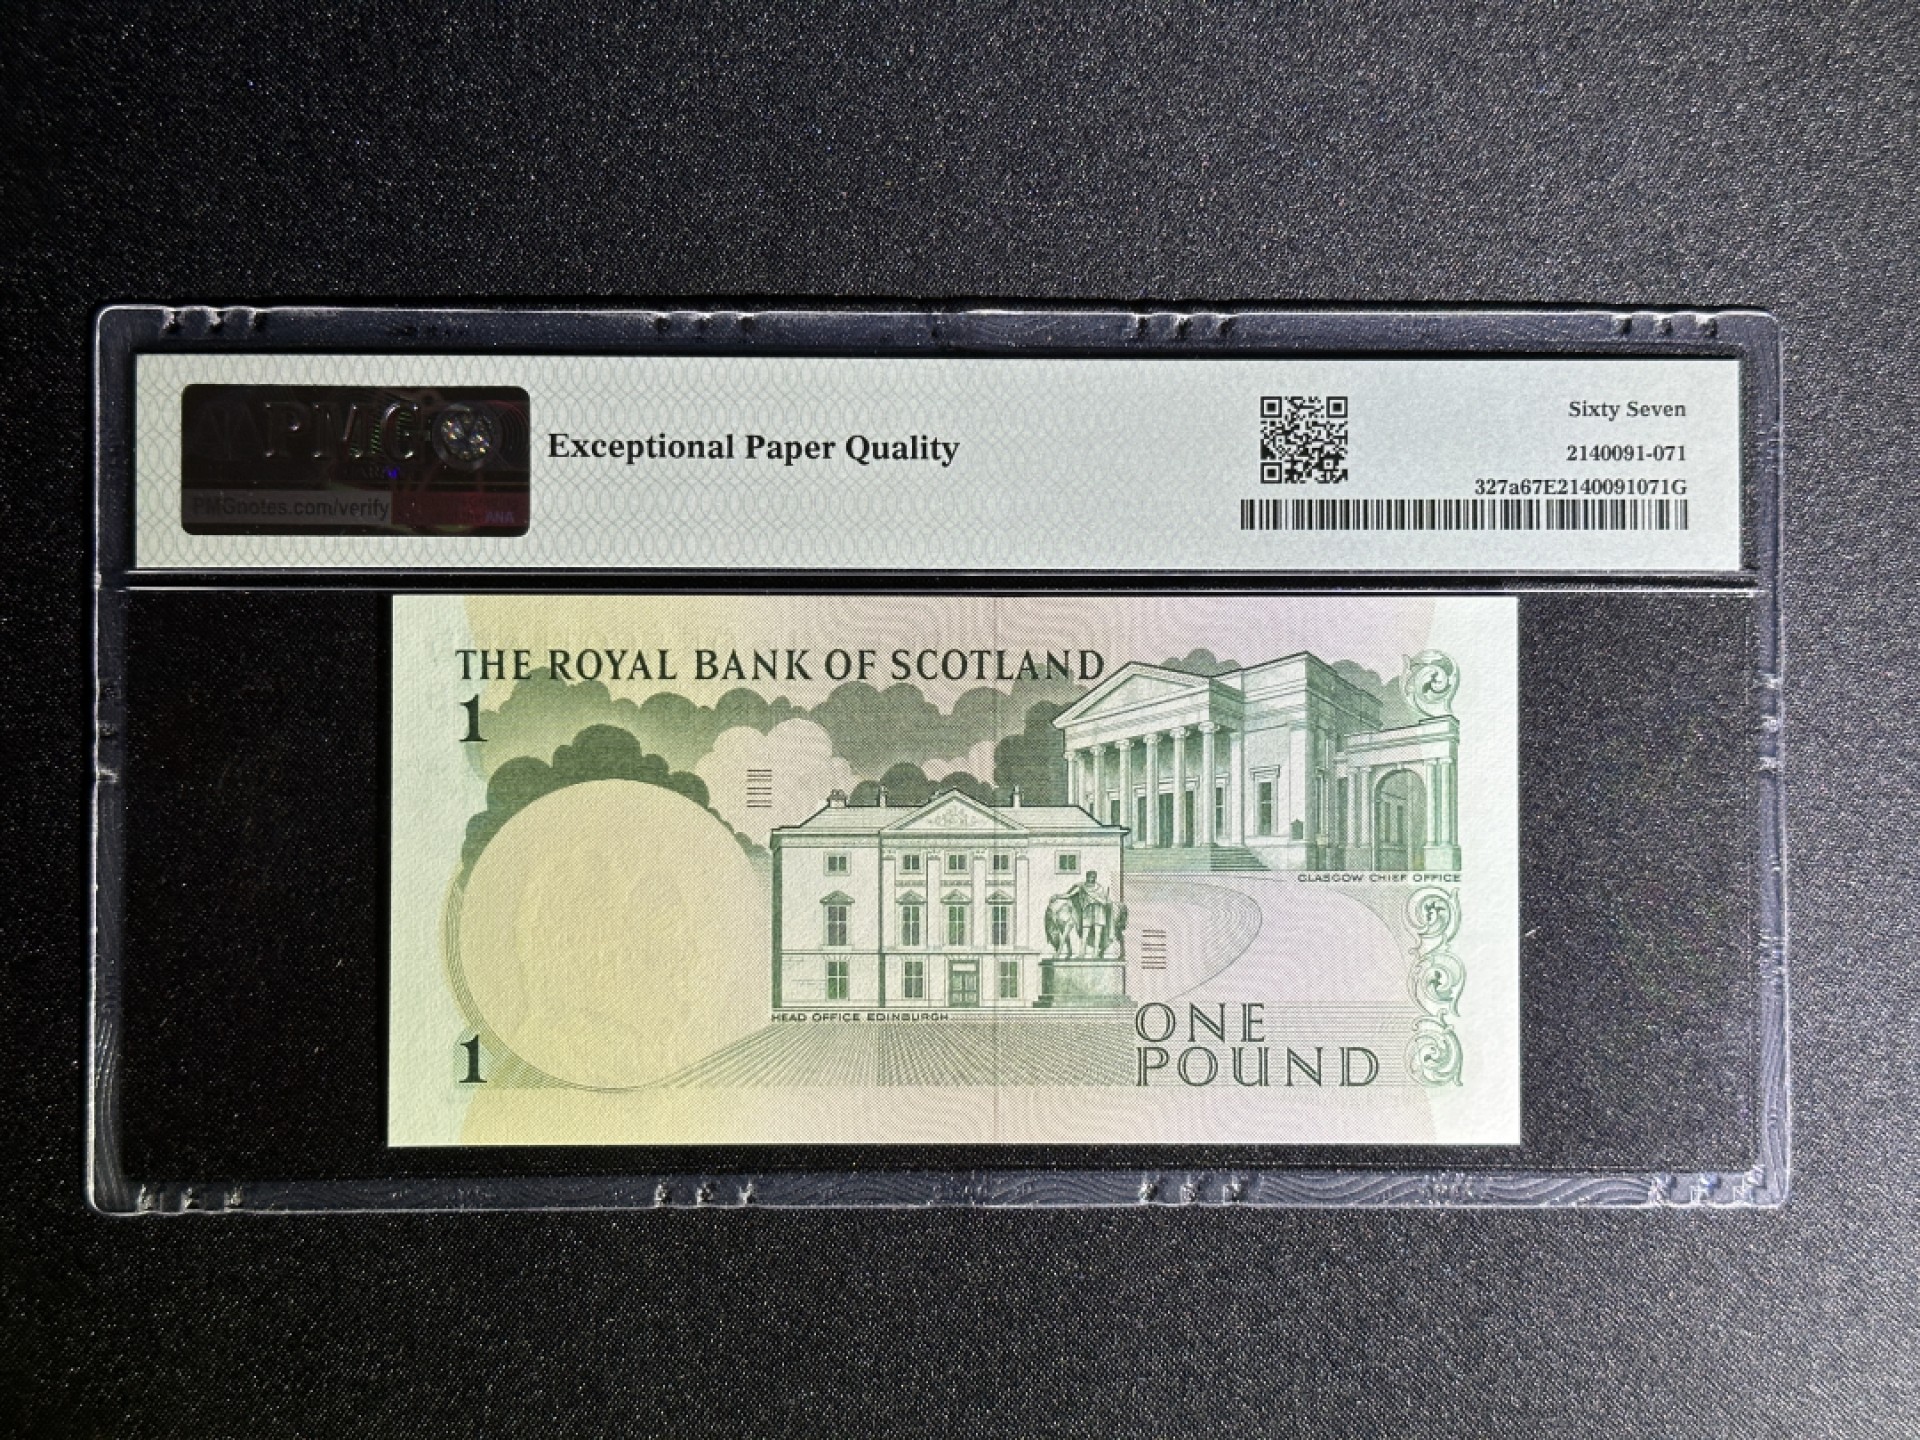 PMG
PMGnotes.com/verify
ANA
Exceptional Paper Quality
Sixty Seven
2140091-071
327a67E2140091071G
THE ROYAL BANK OF SCOTLAND
1
GLASGOW CHIEF OFFICE
HEAD OFFICE EDINBURGH
1
ONE
POUND